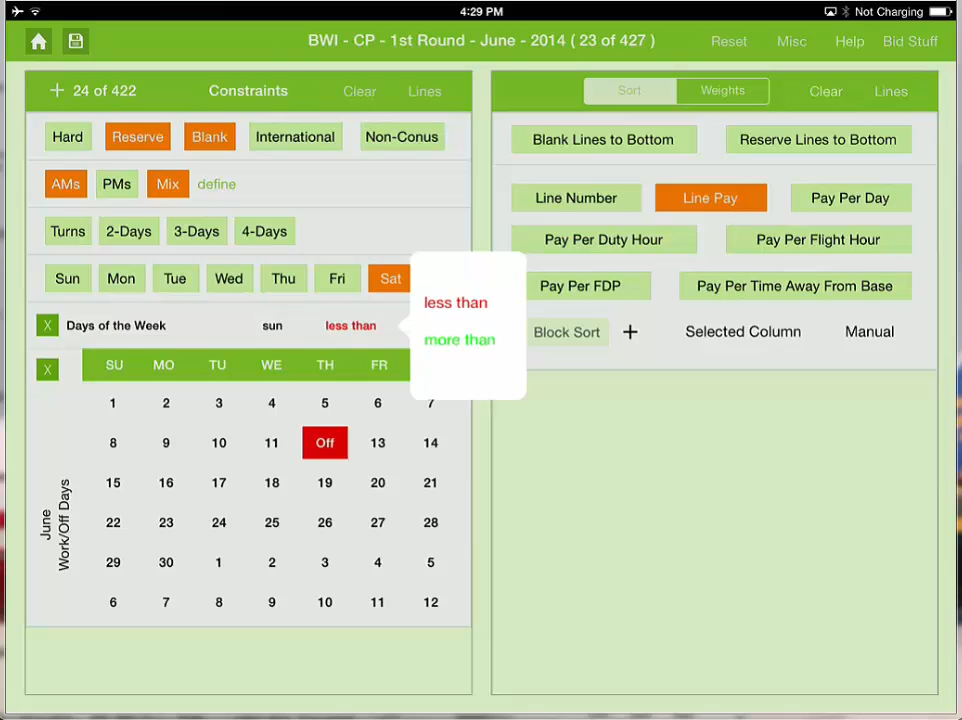 4:29 PM
Not Charging
BWI - CP - 1st Round - June - 2014 ( 23 of 427 )
Reset Misc Help Bid Stuff
+ 24 of 422 Constraints Clear Lines
Hard Reserve Blank International Non-Conus
AMs PMs Mix define
Turns 2-Days 3-Days 4-Days
Sun Mon Tue Wed Thu Fri Sat
X Days of the Week sun less than
less than
more than
X SU MO TU WE TH FR
1 2 3 4 5 6 7
8 9 10 11 Off 13 14
15 16 17 18 19 20 21
22 23 24 25 26 27 28
29 30 1 2 3 4 5
6 7 8 9 10 11 12
June
Work/Off Days
Sort Weights Clear Lines
Blank Lines to Bottom Reserve Lines to Bottom
Line Number Line Pay Pay Per Day
Pay Per Duty Hour Pay Per Flight Hour
Pay Per FDP Pay Per Time Away From Base
Block Sort + Selected Column Manual